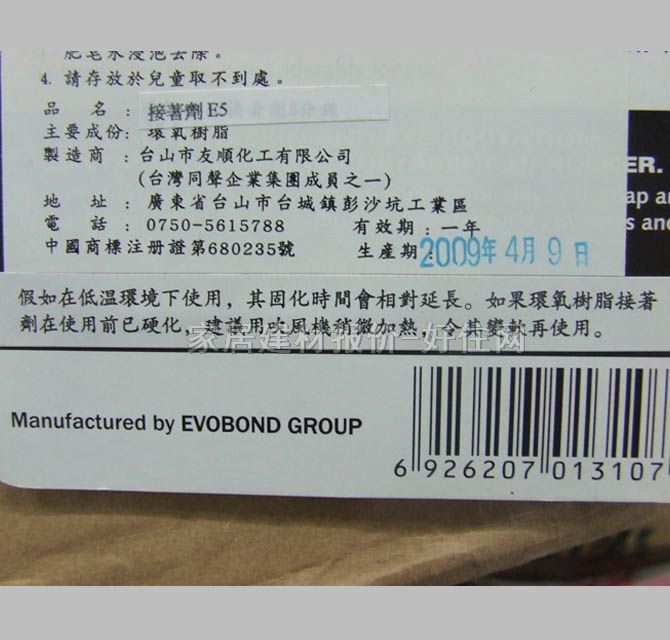 肥皂水浸泡去除。
4. 請存放於兒童取不到處。
品 名：接著劑E5
主要成份：環氧樹脂
製造商：台山市友順化工有限公司
(台灣同聲企業集團成員之一)
地 址：廣東省台山市台城鎮彭沙坑工業區
電 話：0750-5615788 有效期：一年
中國商標注册證第680235號 生產期：2009年4月9日
ER.
ap a
s and
假如在低溫環境下使用，其固化時間會相對延長。如果環氧樹脂接著
劑在使用前已硬化，建議用吹風機稍微加熱，令其變軟再使用。
家居建材报价-好住网
Manufactured by EVOBOND GROUP
6 926207 013107